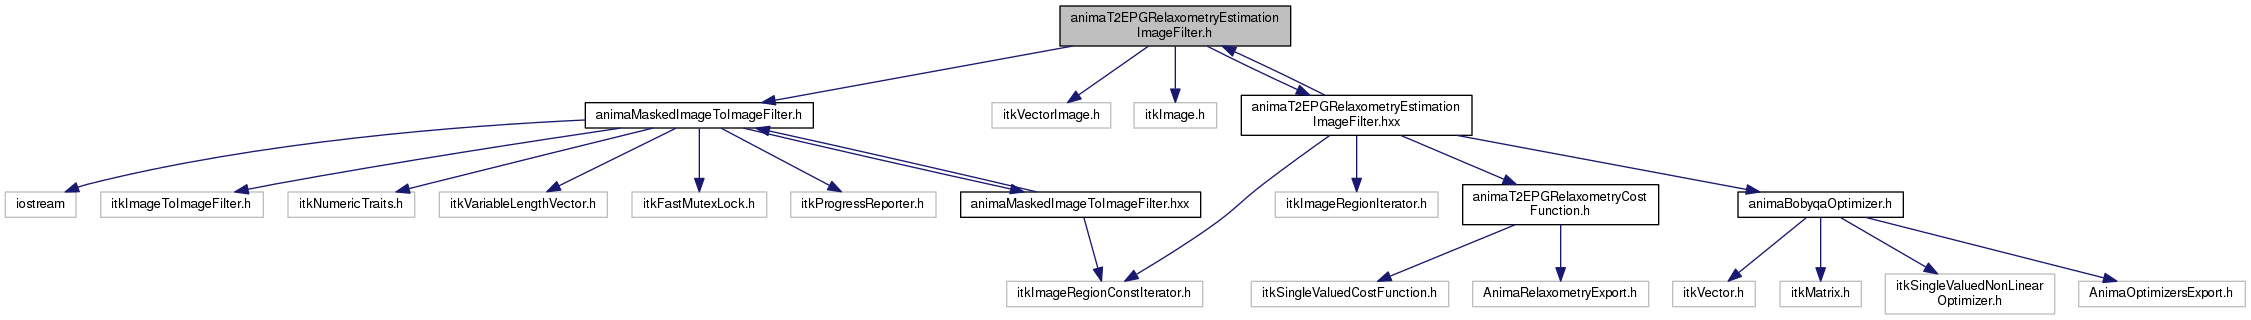 animaT2EPGRelaxometryEstimation
ImageFilter.h
animaMaskedImageToImageFilter.h
itkVectorImage.h
itkImage.h
animaT2EPGRelaxometryEstimation
ImageFilter.hxx
iostream
itkImageToImageFilter.h
itkNumericTraits.h
itkVariableLengthVector.h
itkFastMutexLock.h
itkProgressReporter.h
animaMaskedImageToImageFilter.hxx
itkImageRegionIterator.h
animaT2EPGRelaxometryCost
Function.h
animaBobyqaOptimizer.h
itkImageRegionConstIterator.h
itkSingleValuedCostFunction.h
AnimaRelaxometryExport.h
itkVector.h
itkMatrix.h
itkSingleValuedNonLinear
Optimizer.h
AnimaOptimizersExport.h